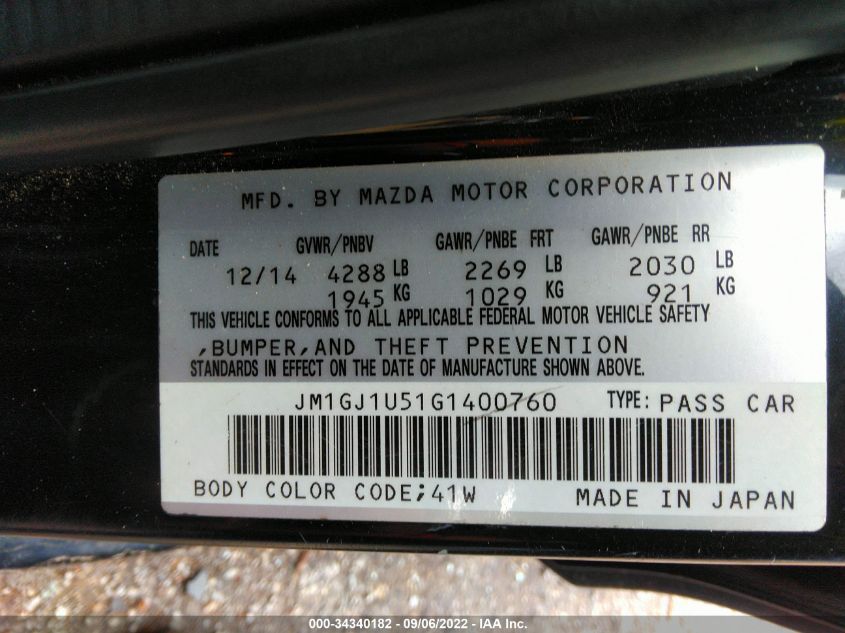 MFD. BY MAZDA MOTOR CORPORATION
DATE GVWR/PNBV GAWR/PNBE FRT GAWR/PNBE RR
12/14 4288 LB 2269 LB 2030 LB
1945 KG 1029 KG 921 KG
THIS VEHICLE CONFORMS TO ALL APPLICABLE FEDERAL MOTOR VEHICLE SAFETY
,BUMPER,AND THEFT PREVENTION
STANDARDS IN EFFECT ON THE DATE OF MANUFACTURE SHOWN ABOVE.
JM1GJ1U51G1400760 TYPE: PASS CAR
BODY COLOR CODE;41W MADE IN JAPAN
000-34340182 - 09/06/2022 - IAA Inc.